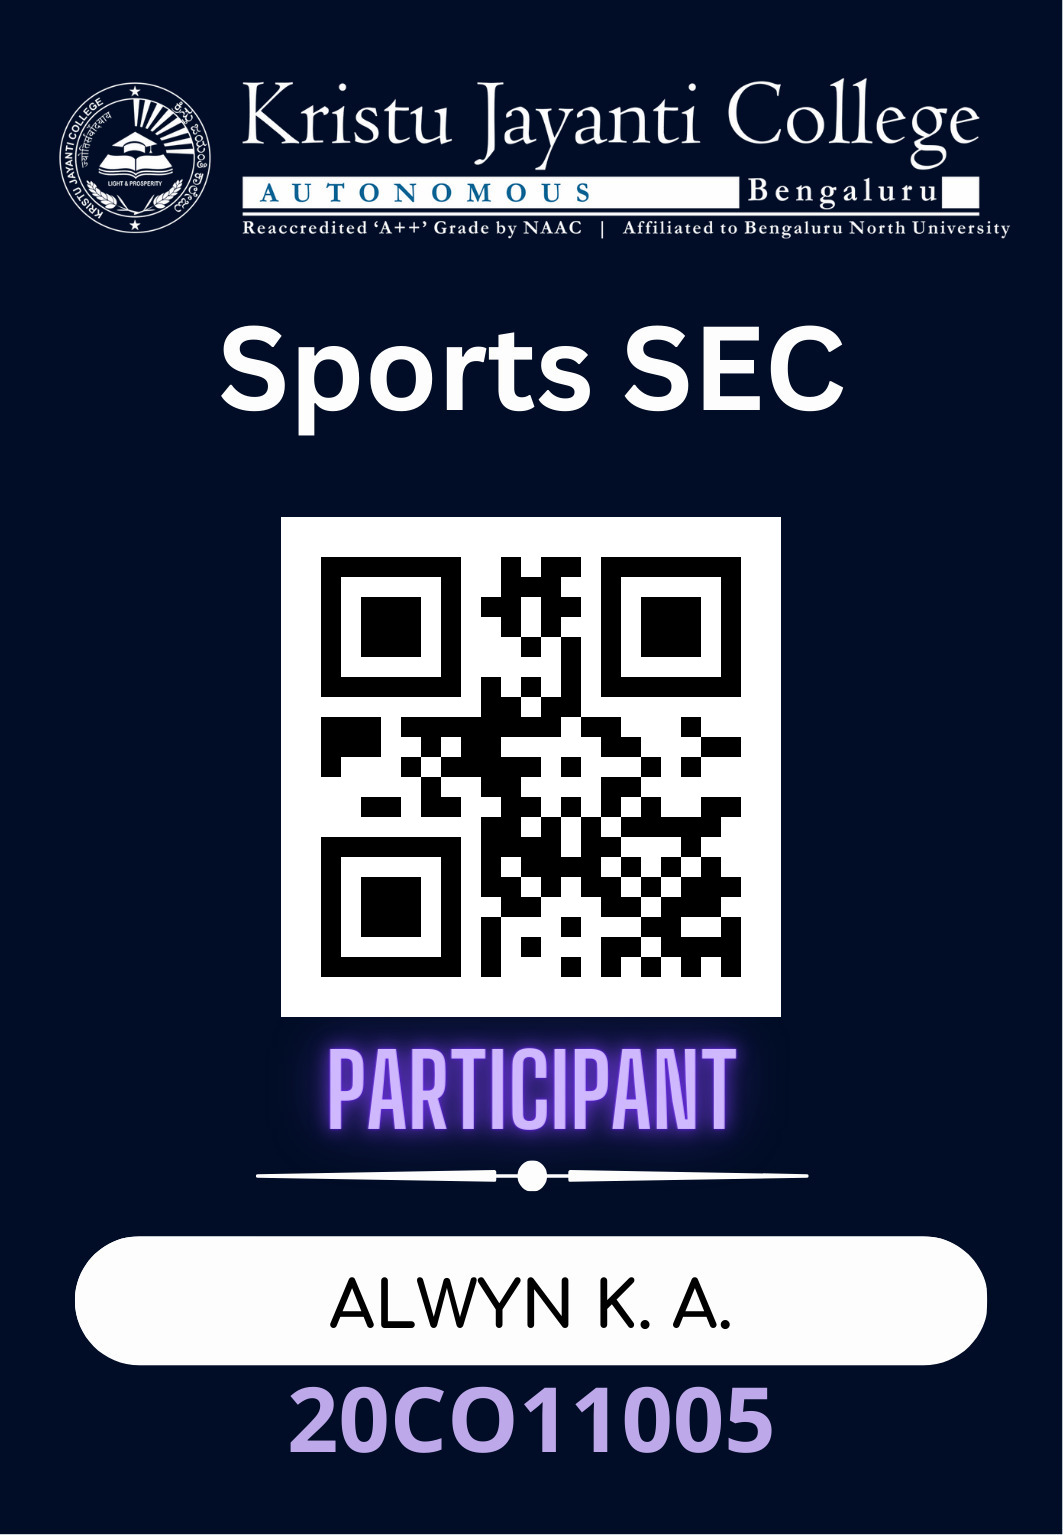 Kristu Jayanti College
AUTONOMOUS Bengaluru
Reaccredited ‘A++’ Grade by NAAC | Affiliated to Bengaluru North University
KRISTU JAYANTI COLLEGE
LIGHT & PROSPERITY
Sports SEC
PARTICIPANT
ALWYN K. A.
20CO11005